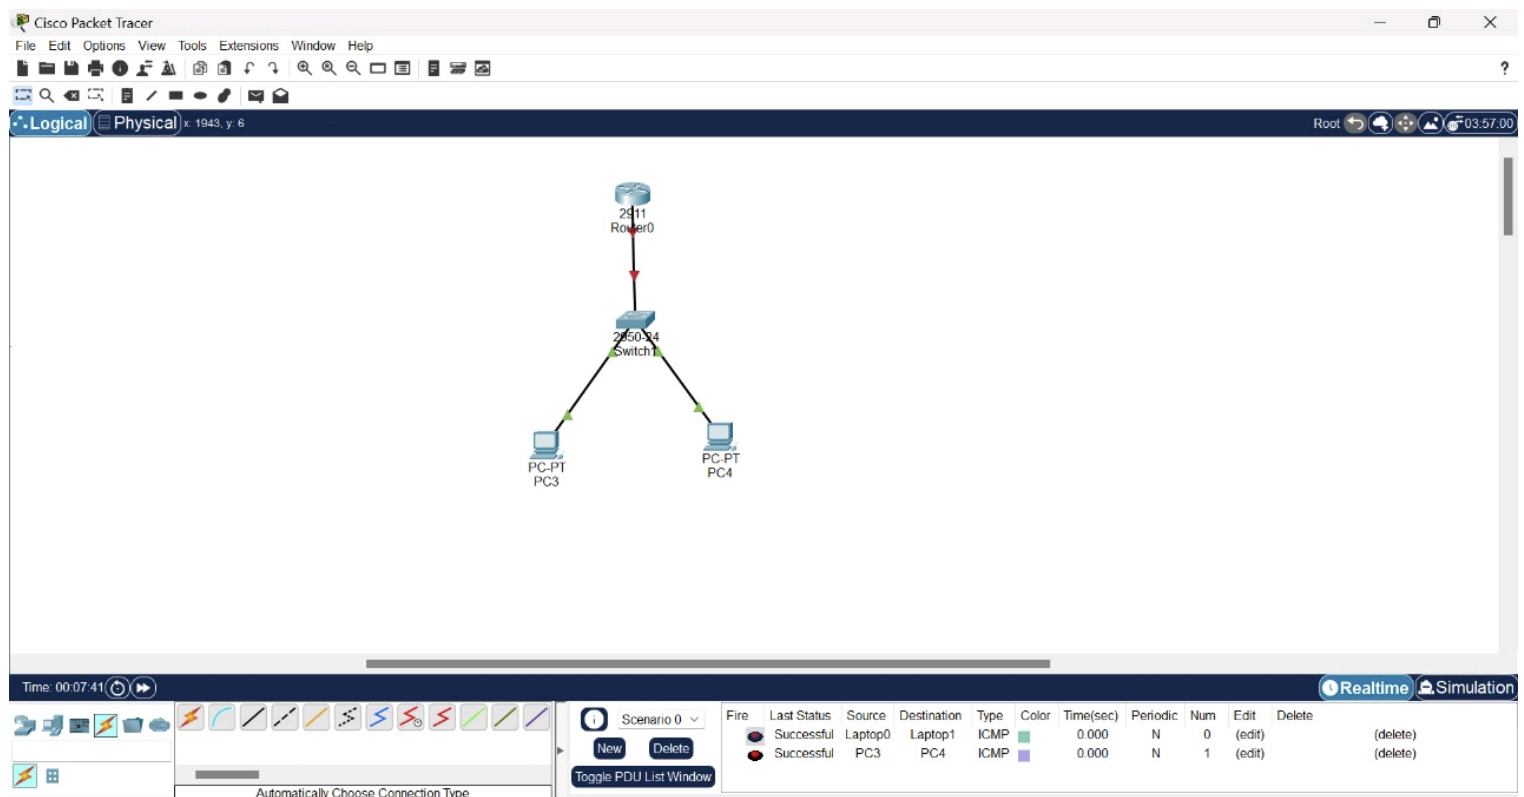 Cisco Packet Tracer
File Edit Options View Tools Extensions Window Help
?
Logical Physical x: 1943, y: 6 Root 03:57:00
2911
Router0
2950-24
Switch1
PC-PT
PC3
PC-PT
PC4
Time: 00:07:41 Realtime Simulation
Scenario 0
New Delete
Toggle PDU List Window
Automatically Choose Connection Type
Fire Last Status Source Destination Type Color Time(sec) Periodic Num Edit Delete
Successful Laptop0 Laptop1 ICMP 0.000 N 0 (edit) (delete)
Successful PC3 PC4 ICMP 0.000 N 1 (edit) (delete)